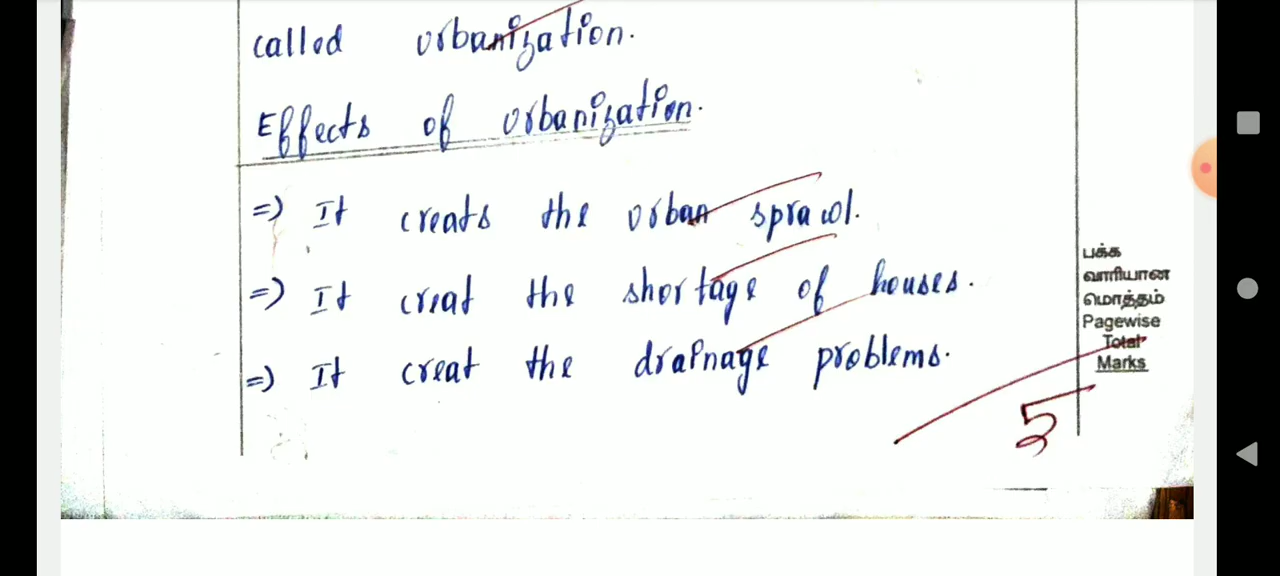 called urbanization.
Effects of urbanization.
=> It creats the urban sprawl.
=> It creat the shortage of houses.
=> It creat the drainage problems.
பக்க
வாரியான
மொத்தம்
Pagewise
Total
Marks
5